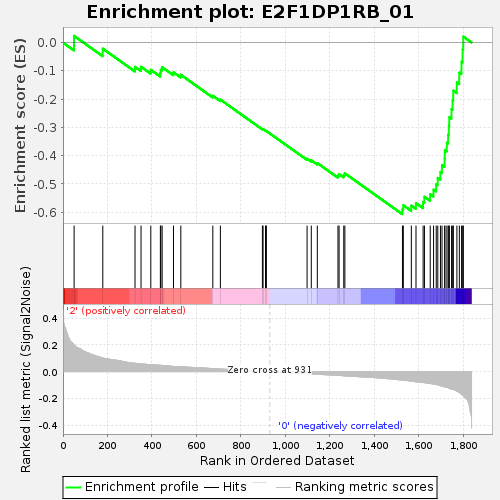 Enrichment plot: E2F1DP1RB_01
Enrichment score (ES)
0.0
-0.1
-0.2
-0.3
-0.4
-0.5
-0.6
'2' (positively correlated)
Ranked list metric (Signal2Noise)
0.4
0.2
0.0
-0.2
-0.4
Zero cross at 931
'0' (negatively correlated)
0 200 400 600 800 1,000 1,200 1,400 1,600 1,800
Rank in Ordered Dataset
Enrichment profile Hits Ranking metric scores